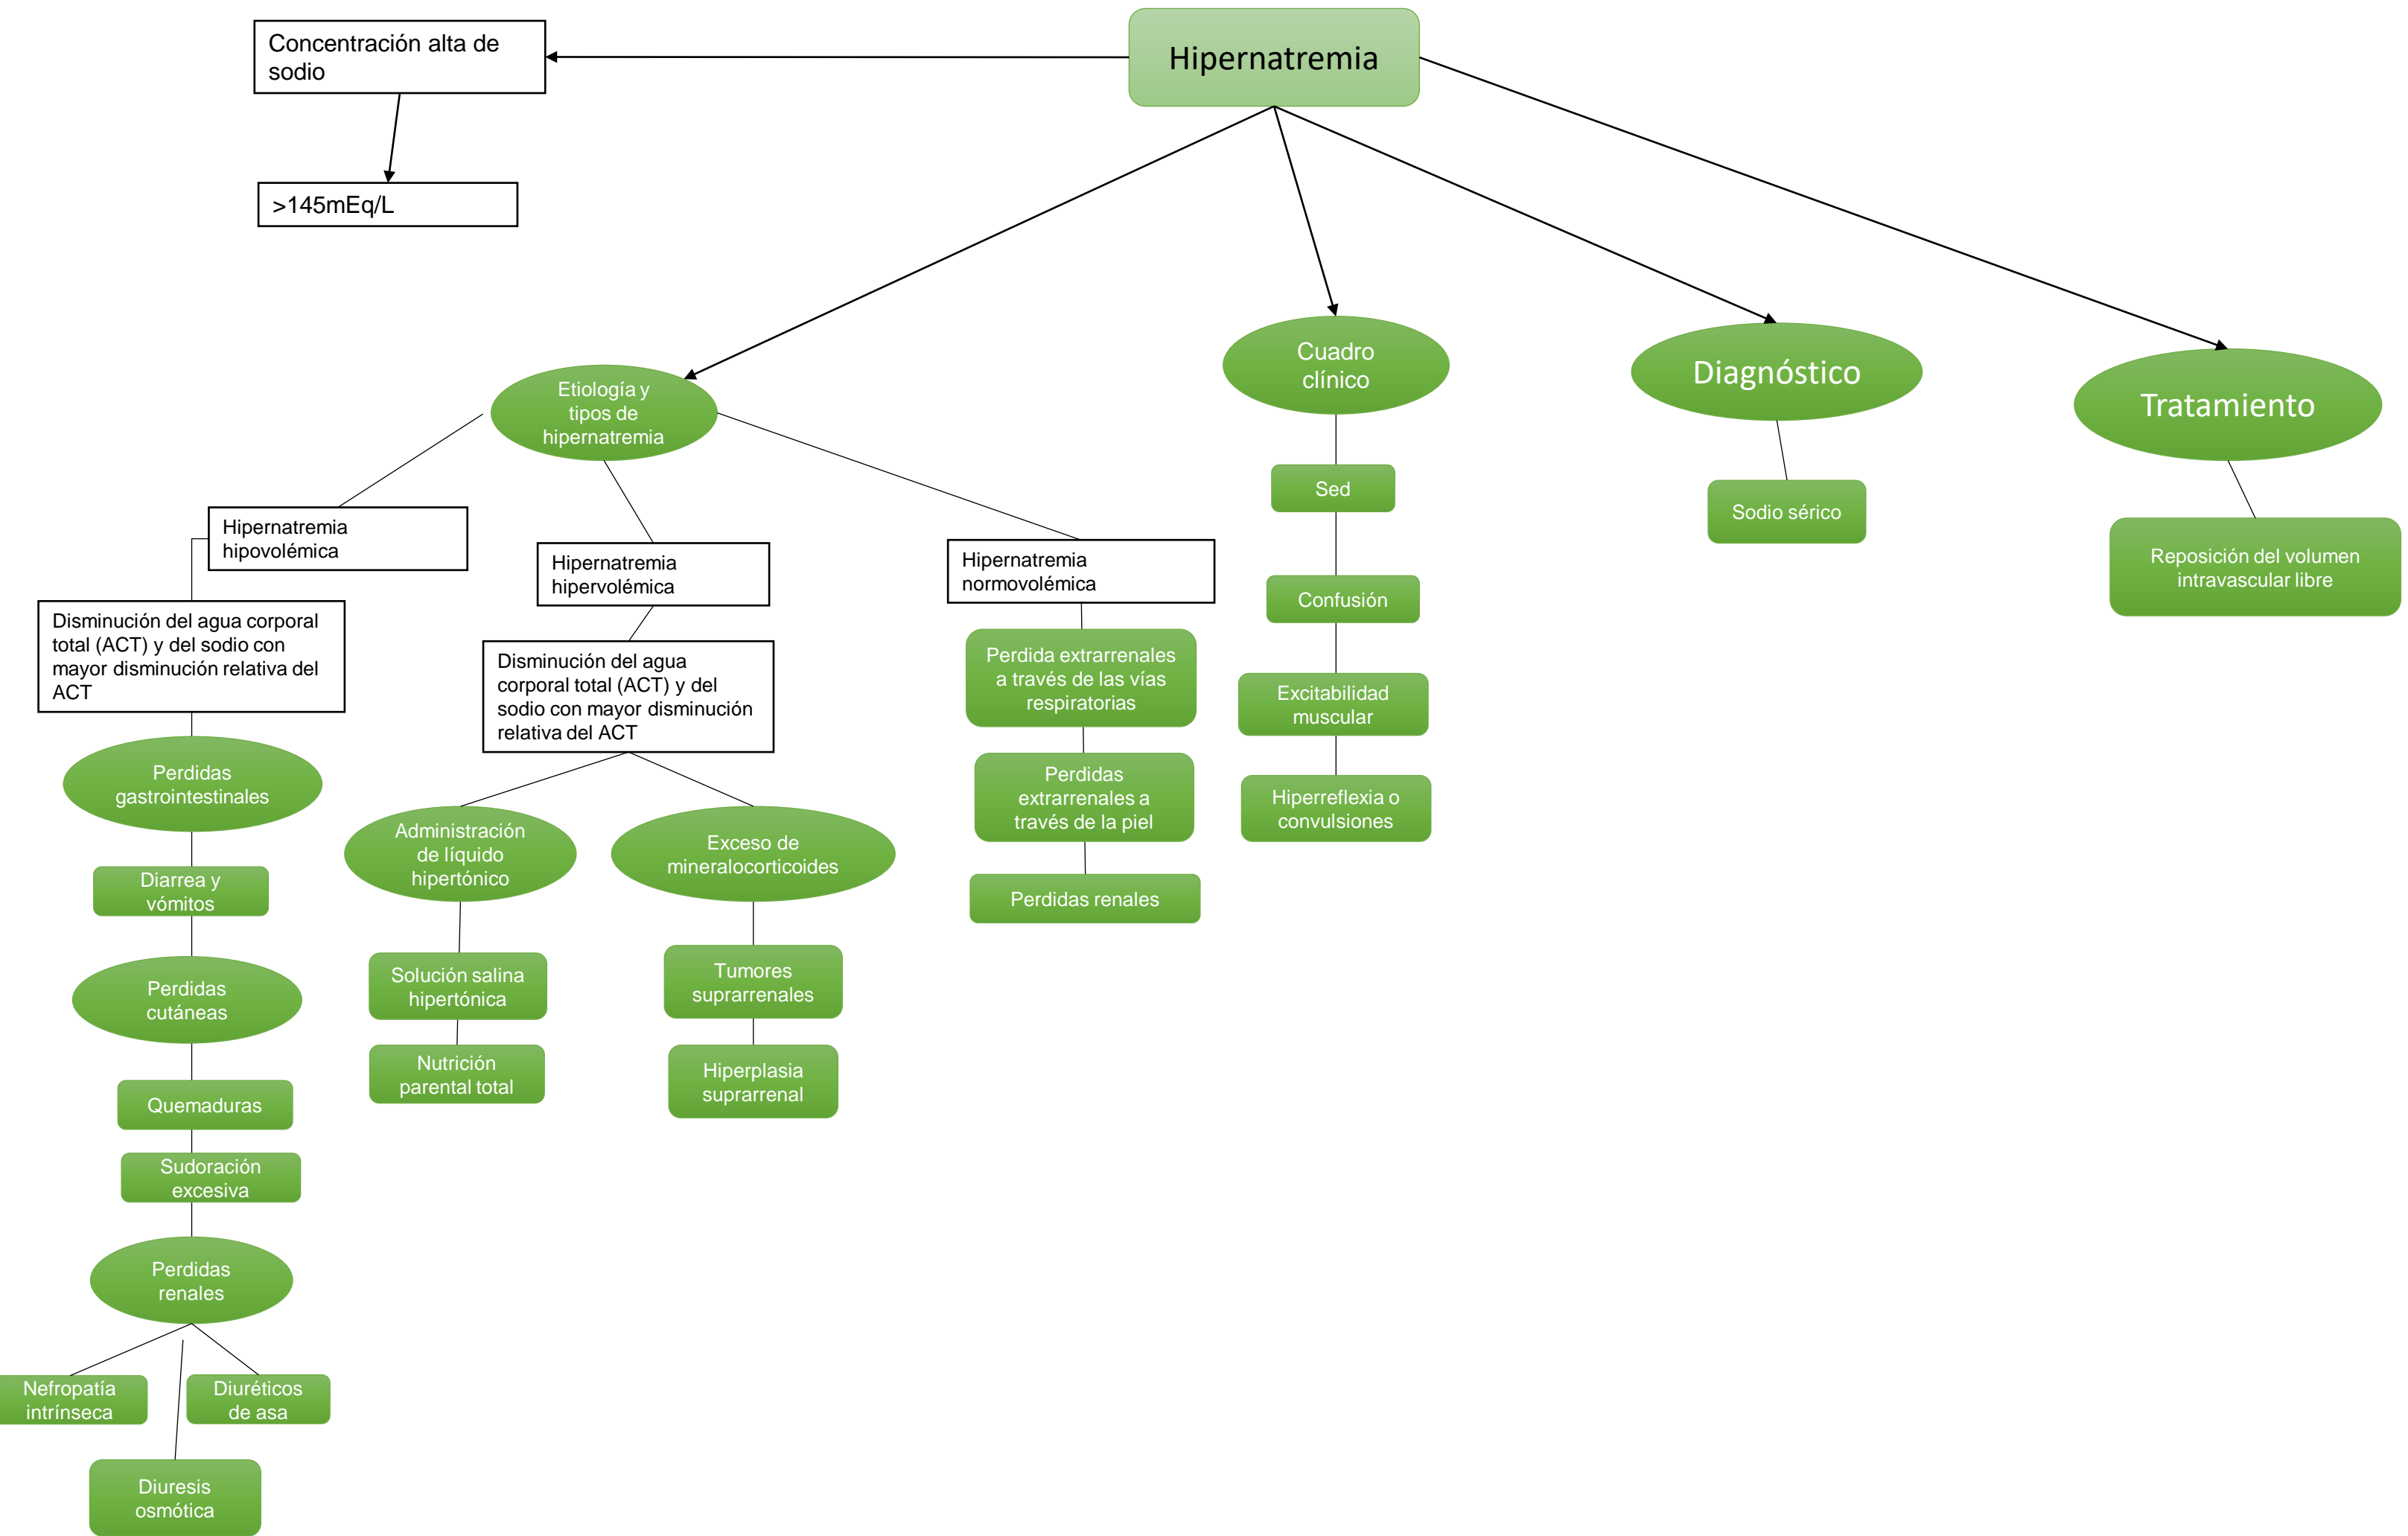 Hipernatremia
Concentración alta de
sodio
>145mEq/L
Etiología y
tipos de
hipernatremia
Cuadro
clínico
Diagnóstico
Tratamiento
Hipernatremia
hipovolémica
Disminución del agua corporal
total (ACT) y del sodio con
mayor disminución relativa del
ACT
Perdidas
gastrointestinales
Diarrea y
vómitos
Perdidas
cutáneas
Quemaduras
Sudoración
excesiva
Perdidas
renales
Nefropatía
intrínseca
Diuréticos
de asa
Diuresis
osmótica
Hipernatremia
hipervolémica
Disminución del agua
corporal total (ACT) y del
sodio con mayor disminución
relativa del ACT
Administración
de líquido
hipertónico
Solución salina
hipertónica
Nutrición
parental total
Exceso de
mineralocorticoides
Tumores
suprarrenales
Hiperplasia
suprarrenal
Hipernatremia
normovolémica
Perdida extrarrenales
a través de las vías
respiratorias
Perdidas
extrarrenales a
través de la piel
Perdidas renales
Sed
Confusión
Excitabilidad
muscular
Hiperreflexia o
convulsiones
Sodio sérico
Reposición del volumen
intravascular libre